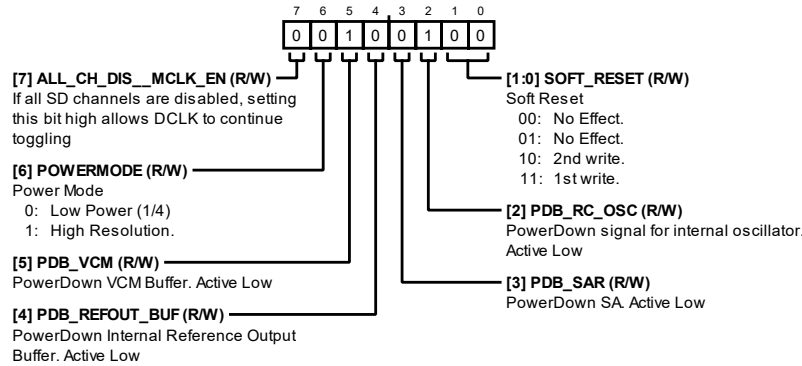 7 6 5 4 3 2 1 0
0 0 1 0 0 1 0 0
[7] ALL_CH_DIS__MCLK_EN (R/W)
If all SD channels are disabled, setting
this bit high allows DCLK to continue
toggling
[6] POWERMODE (R/W)
Power Mode
0: Low Power (1/4)
1: High Resolution.
[5] PDB_VCM (R/W)
PowerDown VCM Buffer. Active Low
[4] PDB_REFOUT_BUF (R/W)
PowerDown Internal Reference Output
Buffer. Active Low
[1:0] SOFT_RESET (R/W)
Soft Reset
00: No Effect.
01: No Effect.
10: 2nd write.
11: 1st write.
[2] PDB_RC_OSC (R/W)
PowerDown signal for internal oscillator.
Active Low
[3] PDB_SAR (R/W)
PowerDown SA. Active Low